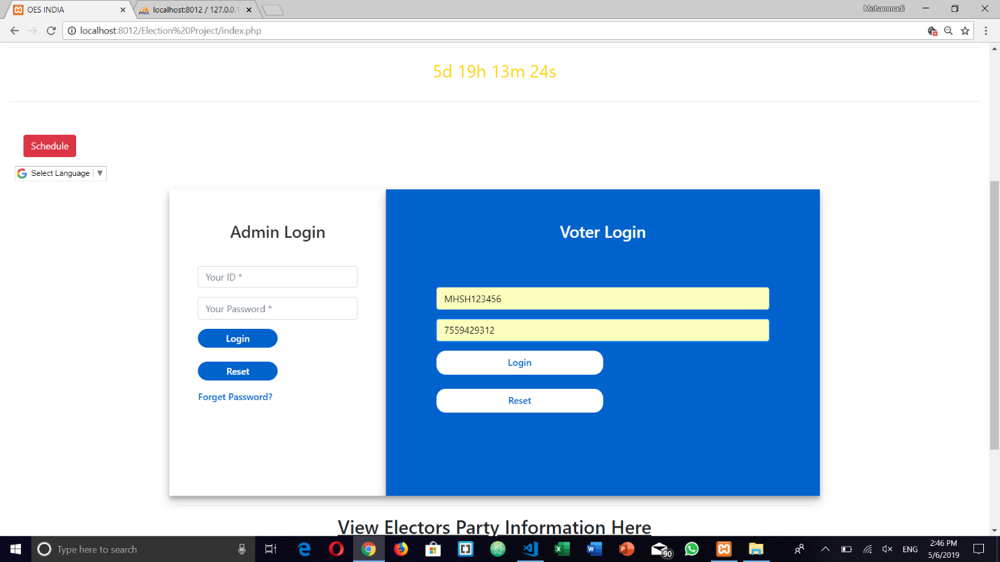 OES INDIA
localhost:8012 / 127.0.0.1
Mohammadi
localhost:8012/Election%20Project/index.php
5d 19h 13m 24s
Schedule
Select Language ▼
Admin Login
Voter Login
Your ID *
MHSH123456
Your Password *
7559429312
Login
Login
Reset
Reset
Forget Password?
View Electors Party Information Here
Type here to search
90
ENG
2:46 PM
5/6/2019